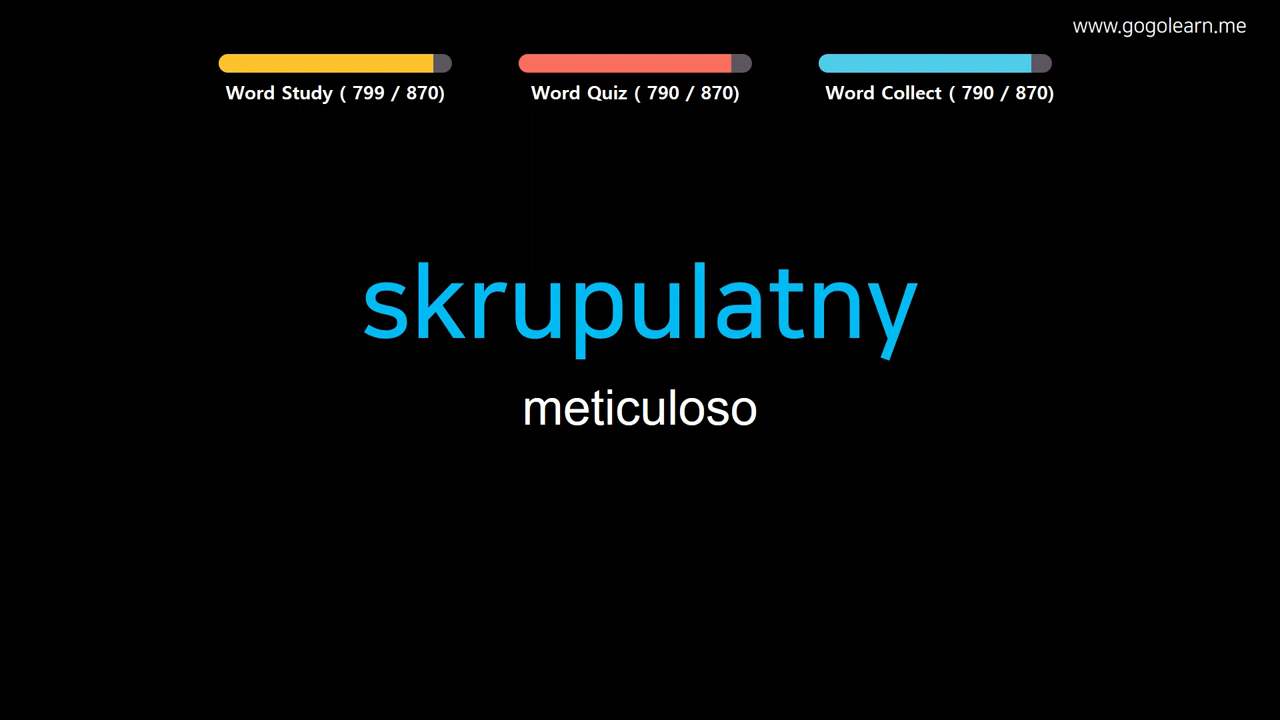 www.gogolearn.me
Word Study ( 799 / 870)
Word Quiz ( 790 / 870)
Word Collect ( 790 / 870)
skrupulatny
meticuloso